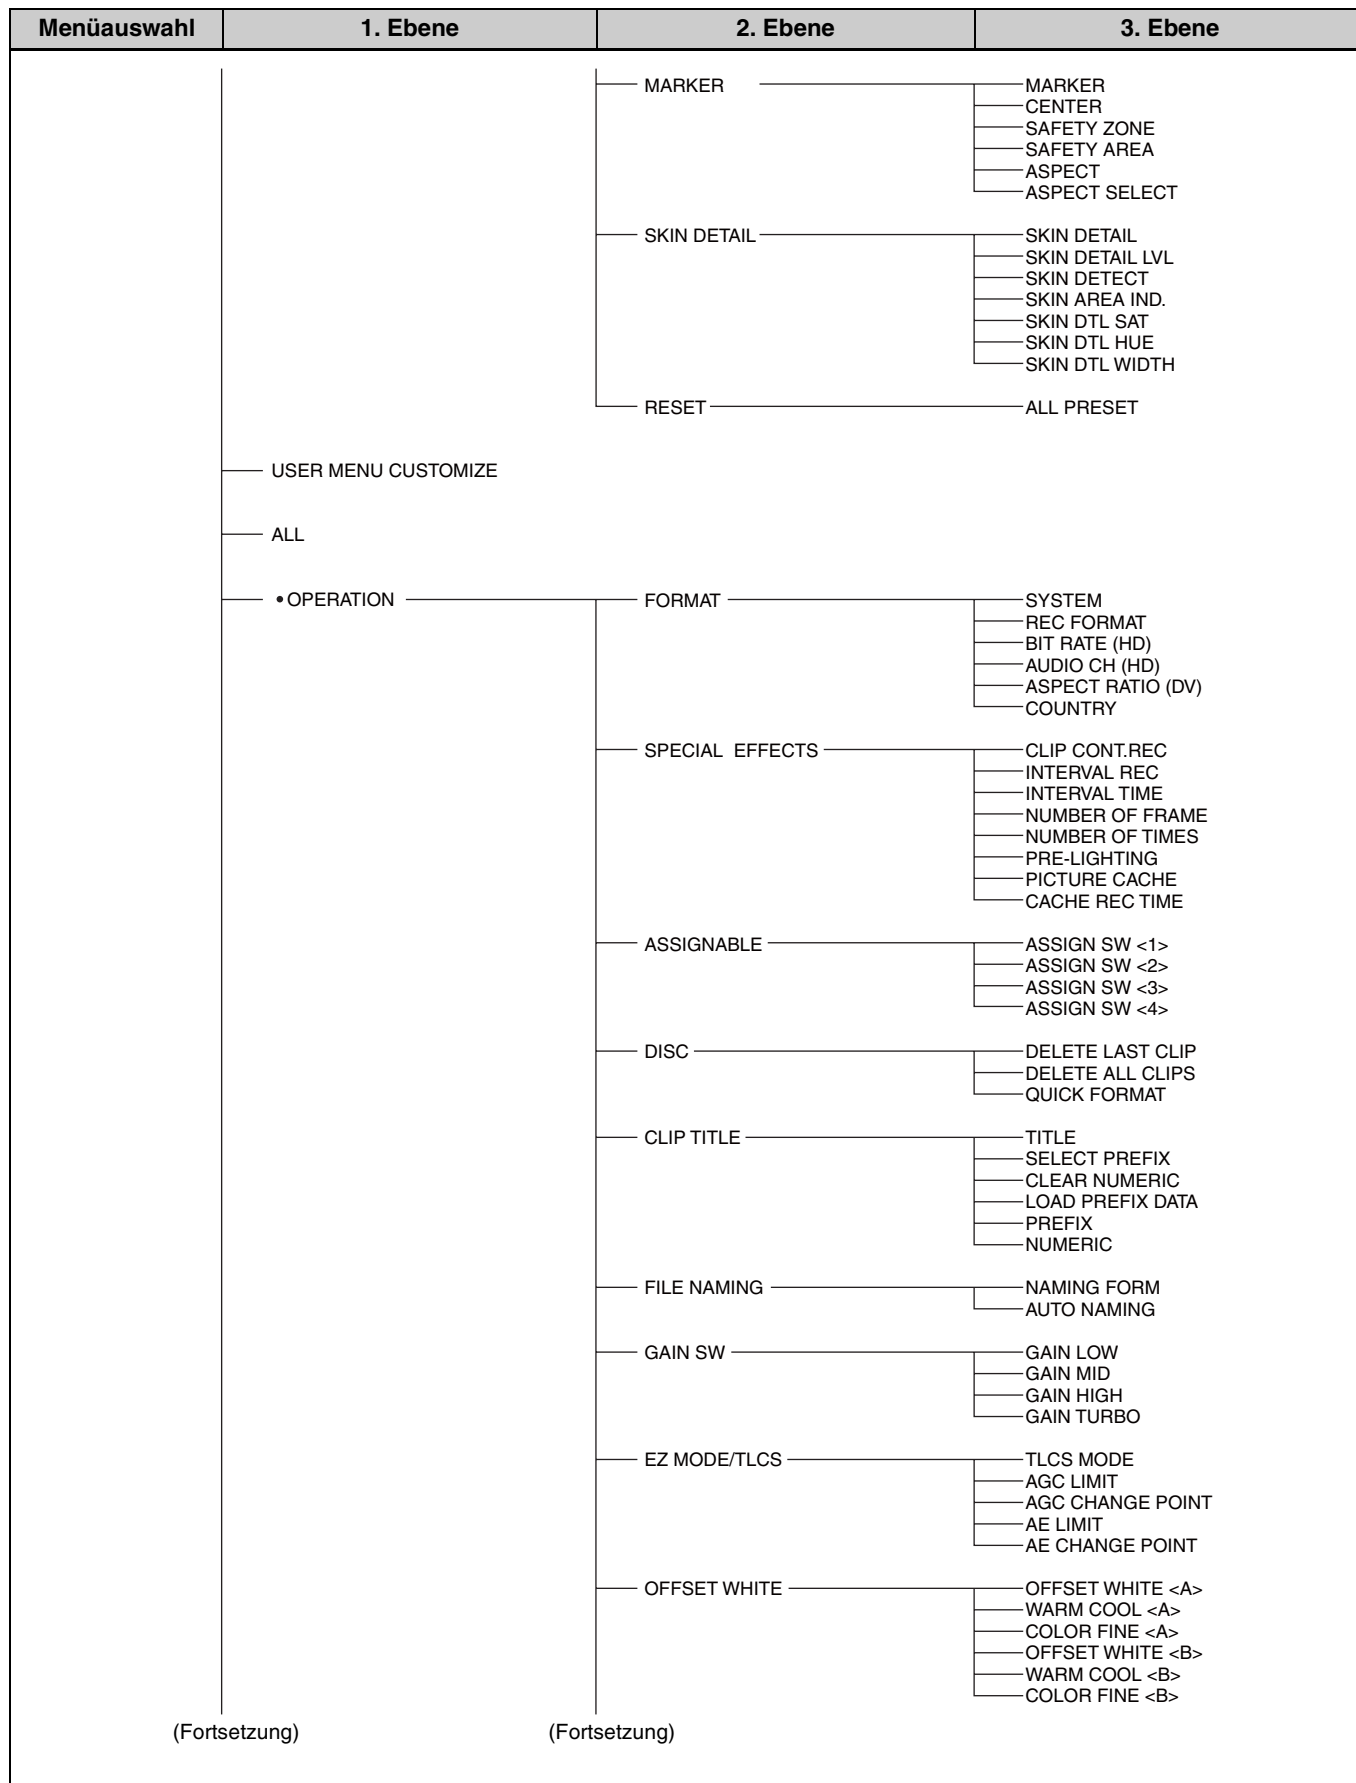 Menüauswahl 1. Ebene 2. Ebene 3. Ebene
MARKER MARKER
CENTER
SAFETY ZONE
SAFETY AREA
ASPECT
ASPECT SELECT
SKIN DETAIL SKIN DETAIL
SKIN DETAIL LVL
SKIN DETECT
SKIN AREA IND.
SKIN DTL SAT
SKIN DTL HUE
SKIN DTL WIDTH
RESET ALL PRESET
USER MENU CUSTOMIZE
ALL
•OPERATION FORMAT SYSTEM
REC FORMAT
BIT RATE (HD)
AUDIO CH (HD)
ASPECT RATIO (DV)
COUNTRY
SPECIAL EFFECTS CLIP CONT.REC
INTERVAL REC
INTERVAL TIME
NUMBER OF FRAME
NUMBER OF TIMES
PRE-LIGHTING
PICTURE CACHE
CACHE REC TIME
ASSIGNABLE ASSIGN SW <1>
ASSIGN SW <2>
ASSIGN SW <3>
ASSIGN SW <4>
DISC DELETE LAST CLIP
DELETE ALL CLIPS
QUICK FORMAT
CLIP TITLE TITLE
SELECT PREFIX
CLEAR NUMERIC
LOAD PREFIX DATA
PREFIX
NUMERIC
FILE NAMING NAMING FORM
AUTO NAMING
GAIN SW GAIN LOW
GAIN MID
GAIN HIGH
GAIN TURBO
EZ MODE/TLCS TLCS MODE
AGC LIMIT
AGC CHANGE POINT
AE LIMIT
AE CHANGE POINT
OFFSET WHITE OFFSET WHITE <A>
WARM COOL <A>
COLOR FINE <A>
OFFSET WHITE <B>
WARM COOL <B>
COLOR FINE <B>
(Fortsetzung) (Fortsetzung)